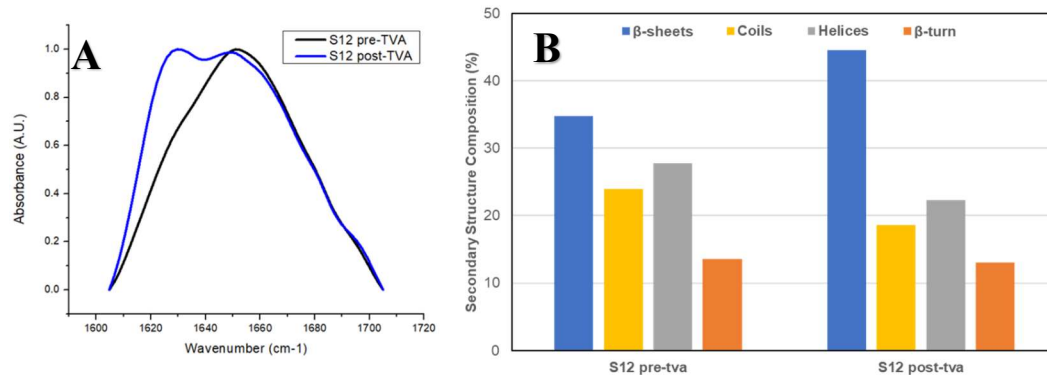 A
S12 pre-TVA
S12 post-TVA
Absorbance (A.U.)
1.0
0.8
0.6
0.4
0.2
0.0
1600 1620 1640 1660 1680 1700 1720
Wavenumber (cm-1)
B
β-sheets Coils Helices β-turn
Secondary Structure Composition (%)
50
40
30
20
10
0
S12 pre-tva S12 post-tva